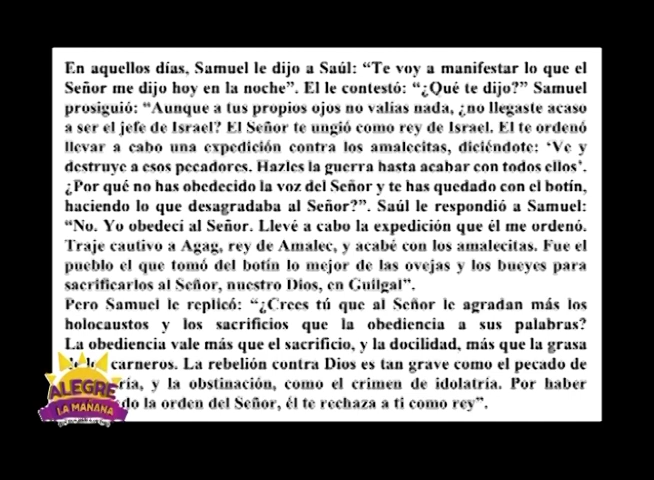 En aquellos días, Samuel le dijo a Saúl: “Te voy a manifestar lo que el
Señor me dijo hoy en la noche”. El le contestó: “¿Qué te dijo?” Samuel
prosiguió: “Aunque a tus propios ojos no valías nada, ¿no llegaste acaso
a ser el jefe de Israel? El Señor te ungió como rey de Israel. El te ordenó
llevar a cabo una expedición contra los amalecitas, diciéndote: ‘Ve y
destruye a esos pecadores. Hazles la guerra hasta acabar con todos ellos’.
¿Por qué no has obedecido la voz del Señor y te has quedado con el botín,
haciendo lo que desagradaba al Señor?”. Saúl le respondió a Samuel:
“No. Yo obedecí al Señor. Llevé a cabo la expedición que él me ordenó.
Traje cautivo a Agag, rey de Amalec, y acabé con los amalecitas. Fue el
pueblo el que tomó del botín lo mejor de las ovejas y los bueyes para
sacrificarlos al Señor, nuestro Dios, en Guilgal”.
Pero Samuel le replicó: “¿Crees tú que al Señor le agradan más los
holocaustos y los sacrificios que la obediencia a sus palabras?
La obediencia vale más que el sacrificio, y la docilidad, más que la grasa
carneros. La rebelión contra Dios es tan grave como el pecado de
ría, y la obstinación, como el crimen de idolatría. Por haber
do la orden del Señor, él te rechaza a ti como rey”.
ALEGRE
LA MAÑANA